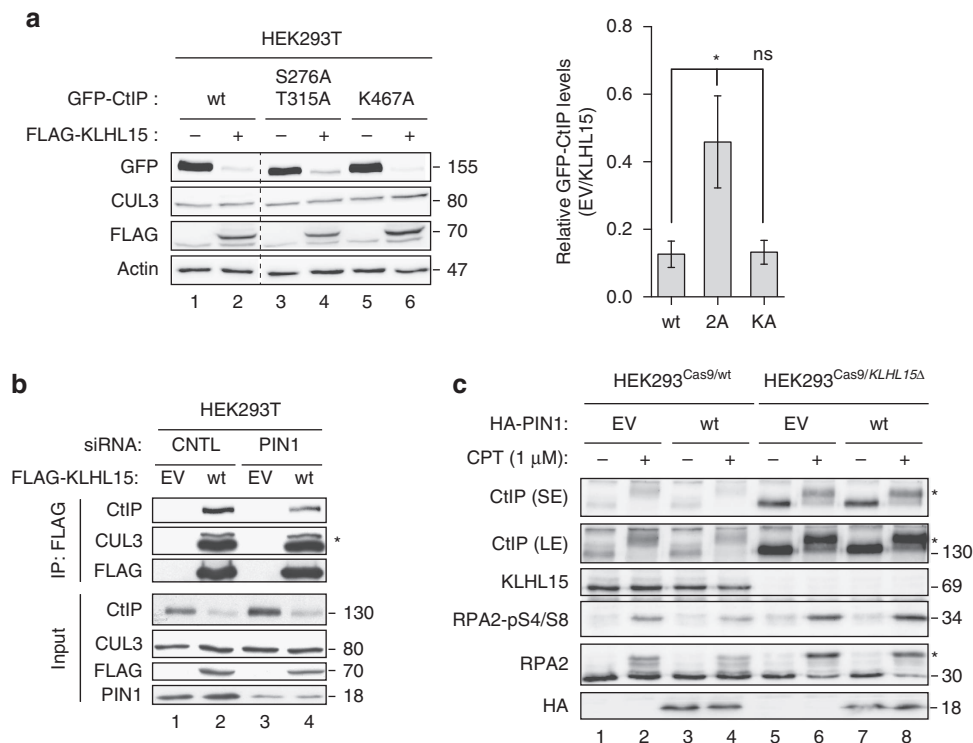 a
HEK293T
GFP-CtIP : wt S276A T315A K467A
FLAG-KLHL15 : – + – + – +
GFP 155
CUL3 80
FLAG 70
Actin 47
1 2 3 4 5 6
Relative GFP-CtIP levels
(EV/KLHL15)
0.8
0.6
0.4
0.2
0.0
* ns
wt 2A KA
b
HEK293T
siRNA: CNTL PIN1
FLAG-KLHL15: EV wt EV wt
IP: FLAG
CtIP
CUL3 *
FLAG
Input
CtIP 130
CUL3 80
FLAG 70
PIN1 18
1 2 3 4
c
HEK293Cas9/wt HEK293Cas9/KLHL15Δ
HA-PIN1: EV wt EV wt
CPT (1 μM): – + – + – + – +
CtIP (SE) *
CtIP (LE) * 130
KLHL15 69
RPA2-pS4/S8 34
RPA2 * 30
HA 18
1 2 3 4 5 6 7 8